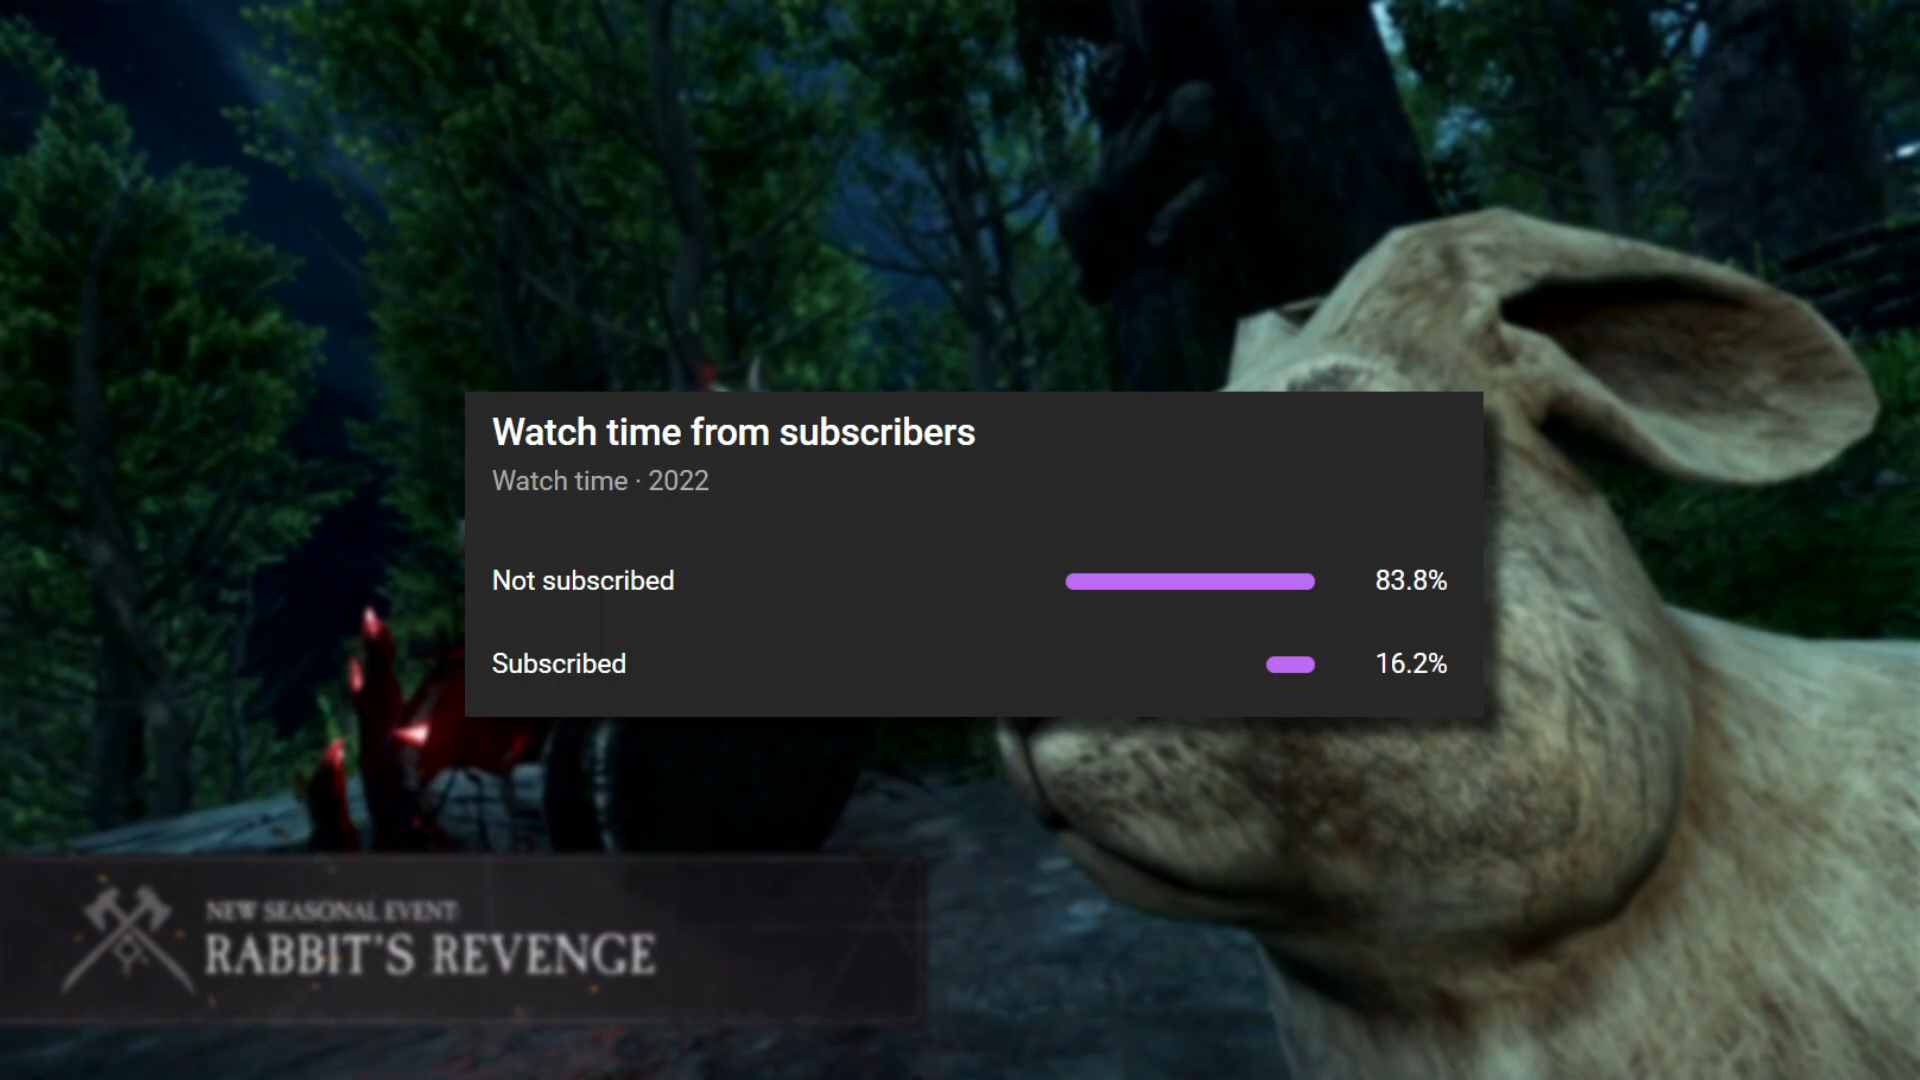 Watch time from subscribers
Watch time · 2022
Not subscribed 83.8%
Subscribed 16.2%
NEW SEASONAL EVENT:
RABBIT'S REVENGE